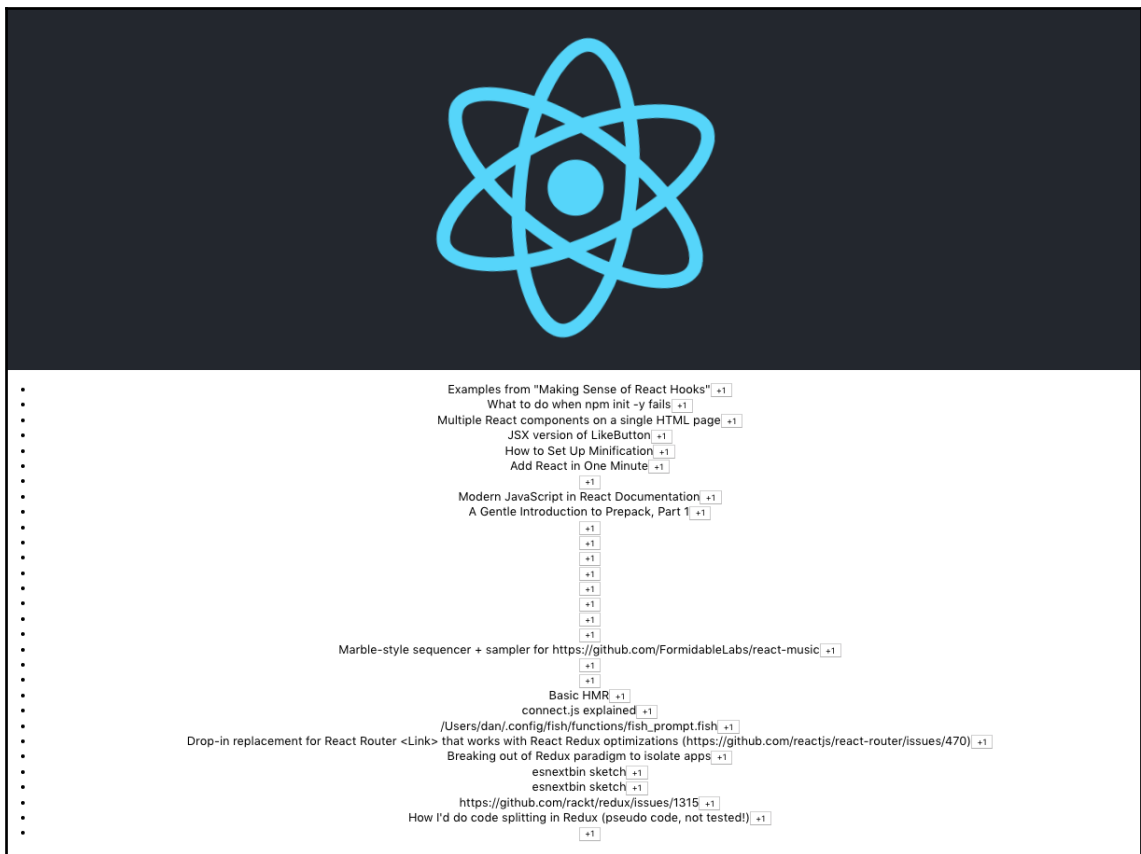 Examples from "Making Sense of React Hooks" +1
What to do when npm init -y fails +1
Multiple React components on a single HTML page +1
JSX version of LikeButton +1
How to Set Up Minification +1
Add React in One Minute +1
+1
Modern JavaScript in React Documentation +1
A Gentle Introduction to Prepack, Part 1 +1
+1
+1
+1
+1
+1
+1
+1
+1
Marble-style sequencer + sampler for https://github.com/FormidableLabs/react-music +1
+1
+1
Basic HMR +1
connect.js explained +1
/Users/dan/.config/fish/functions/fish_prompt.fish +1
Drop-in replacement for React Router <Link> that works with React Redux optimizations (https://github.com/reactjs/react-router/issues/470) +1
Breaking out of Redux paradigm to isolate apps +1
esnextbin sketch +1
esnextbin sketch +1
https://github.com/rackt/redux/issues/1315 +1
How I'd do code splitting in Redux (pseudo code, not tested!) +1
+1